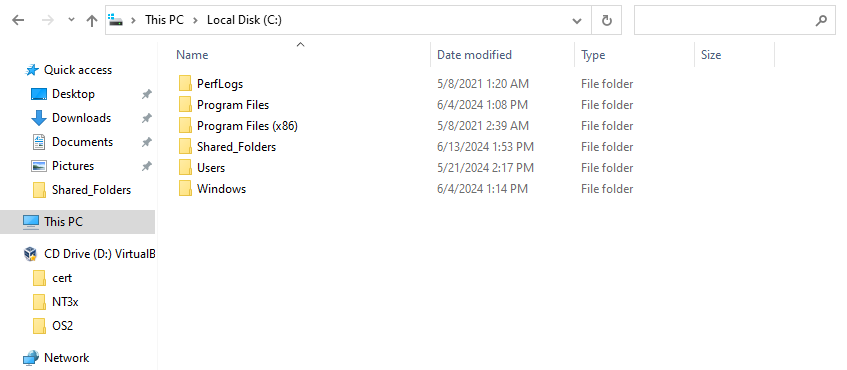 This PC > Local Disk (C:)
Name Date modified Type Size
Quick access
Desktop
Downloads
Documents
Pictures
Shared_Folders
This PC
CD Drive (D:) VirtualB
cert
NT3x
OS2
Network
PerfLogs 5/8/2021 1:20 AM File folder
Program Files 6/4/2024 1:08 PM File folder
Program Files (x86) 5/8/2021 2:39 AM File folder
Shared_Folders 6/13/2024 1:53 PM File folder
Users 5/21/2024 2:17 PM File folder
Windows 6/4/2024 1:14 PM File folder